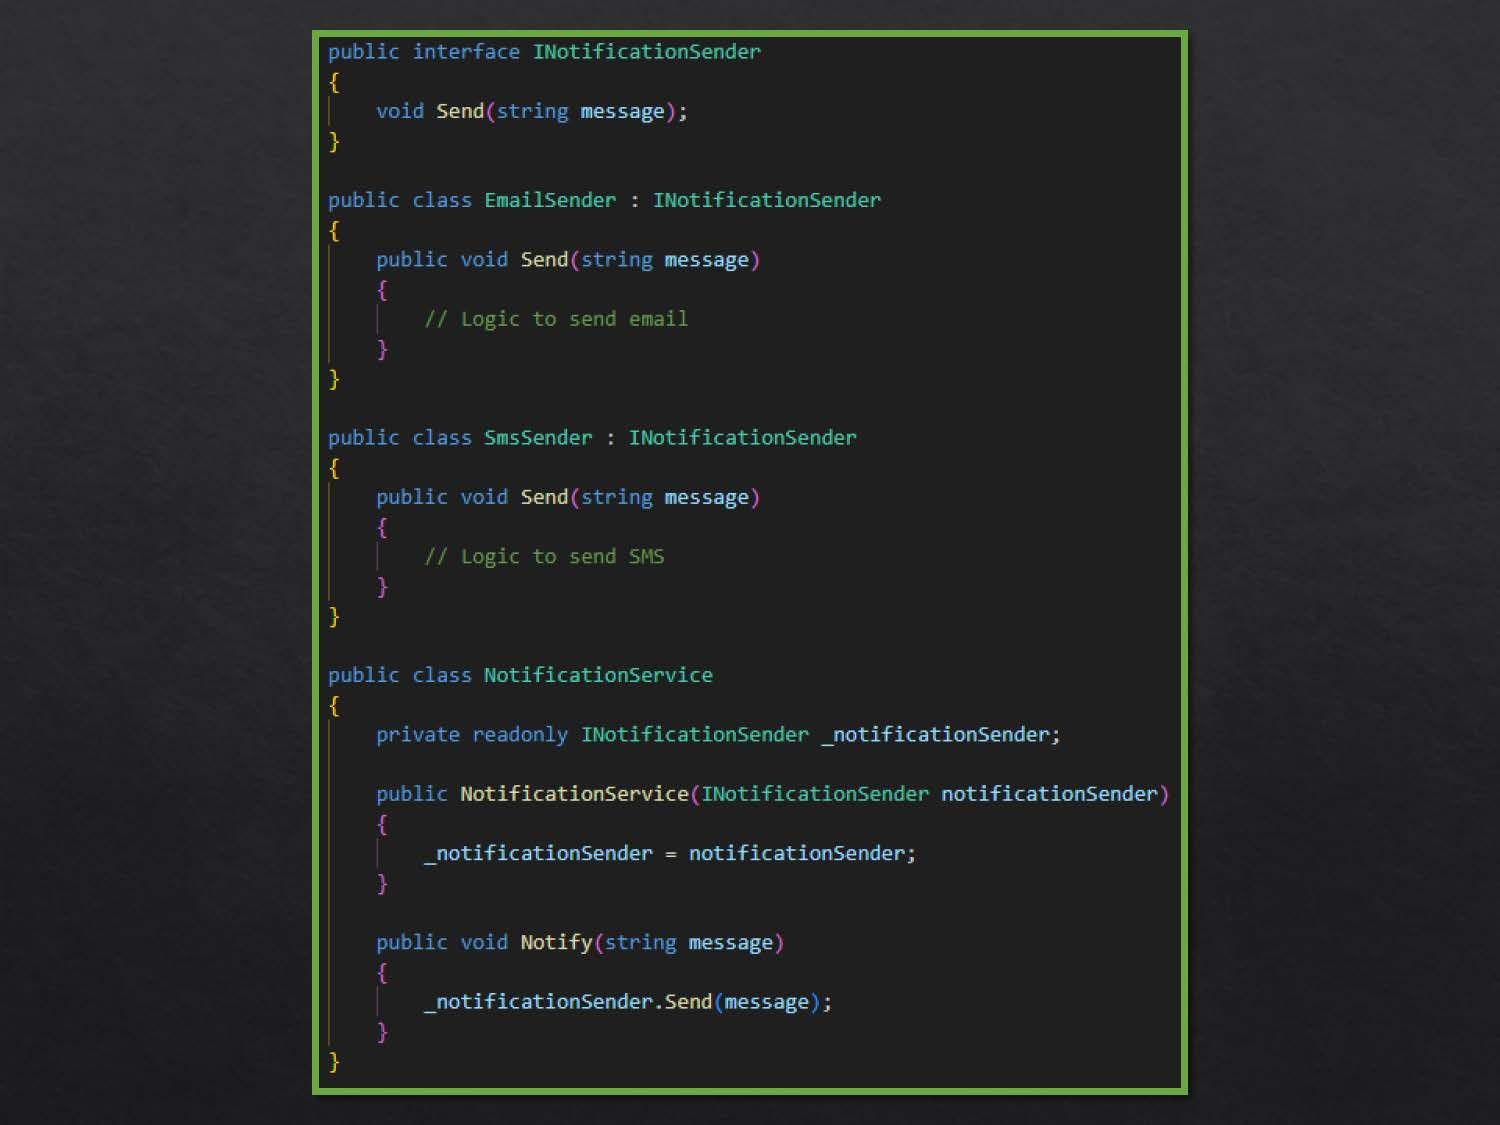 public interface INotificationSender
{
    void Send(string message);
}

public class EmailSender : INotificationSender
{
    public void Send(string message)
    {
        // Logic to send email
    }
}

public class SmsSender : INotificationSender
{
    public void Send(string message)
    {
        // Logic to send SMS
    }
}

public class NotificationService
{
    private readonly INotificationSender _notificationSender;

    public NotificationService(INotificationSender notificationSender)
    {
        _notificationSender = notificationSender;
    }

    public void Notify(string message)
    {
        _notificationSender.Send(message);
    }
}